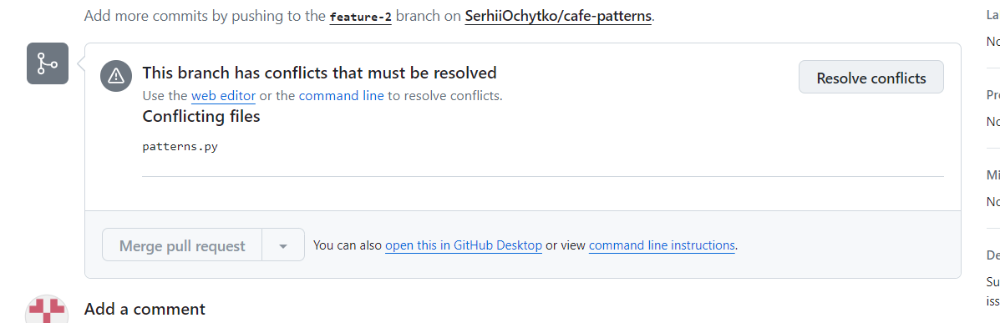 Add more commits by pushing to the feature-2 branch on SerhiiOchytko/cafe-patterns.
La
No
This branch has conflicts that must be resolved
Resolve conflicts
Use the web editor or the command line to resolve conflicts.
Conflicting files
Pr
No
patterns.py
Mi
No
Merge pull request
You can also open this in GitHub Desktop or view command line instructions.
De
Su
iss
Add a comment